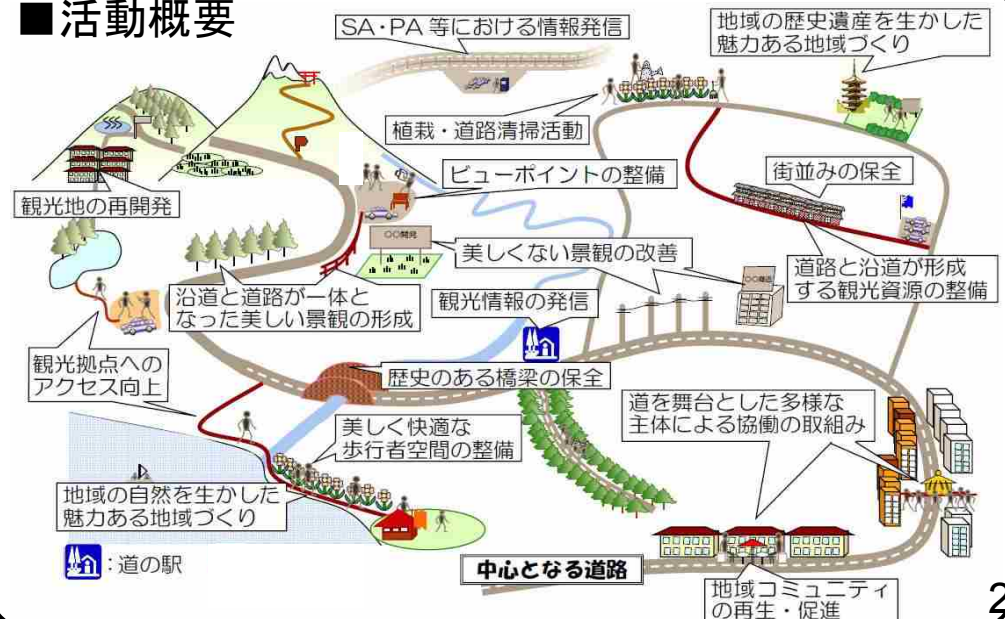 ■活動概要
SA・PA 等における情報発信
地域の歴史遺産を生かした
魅力ある地域づくり
植栽・道路清掃活動
ビューポイントの整備
街並みの保全
観光地の再開発
○○開発
美しくない景観の改善
沿道と道路が一体と
なった美しい景観の形成
観光情報の発信
道路と沿道が形成
する観光資源の整備
観光拠点への
アクセス向上
歴史のある橋梁の保全
道を舞台とした多様な
主体による協働の取組み
美しく快適な
歩行者空間の整備
地域の自然を生かした
魅力ある地域づくり
:道の駅
中心となる道路
地域コミュニティ
の再生・促進
2